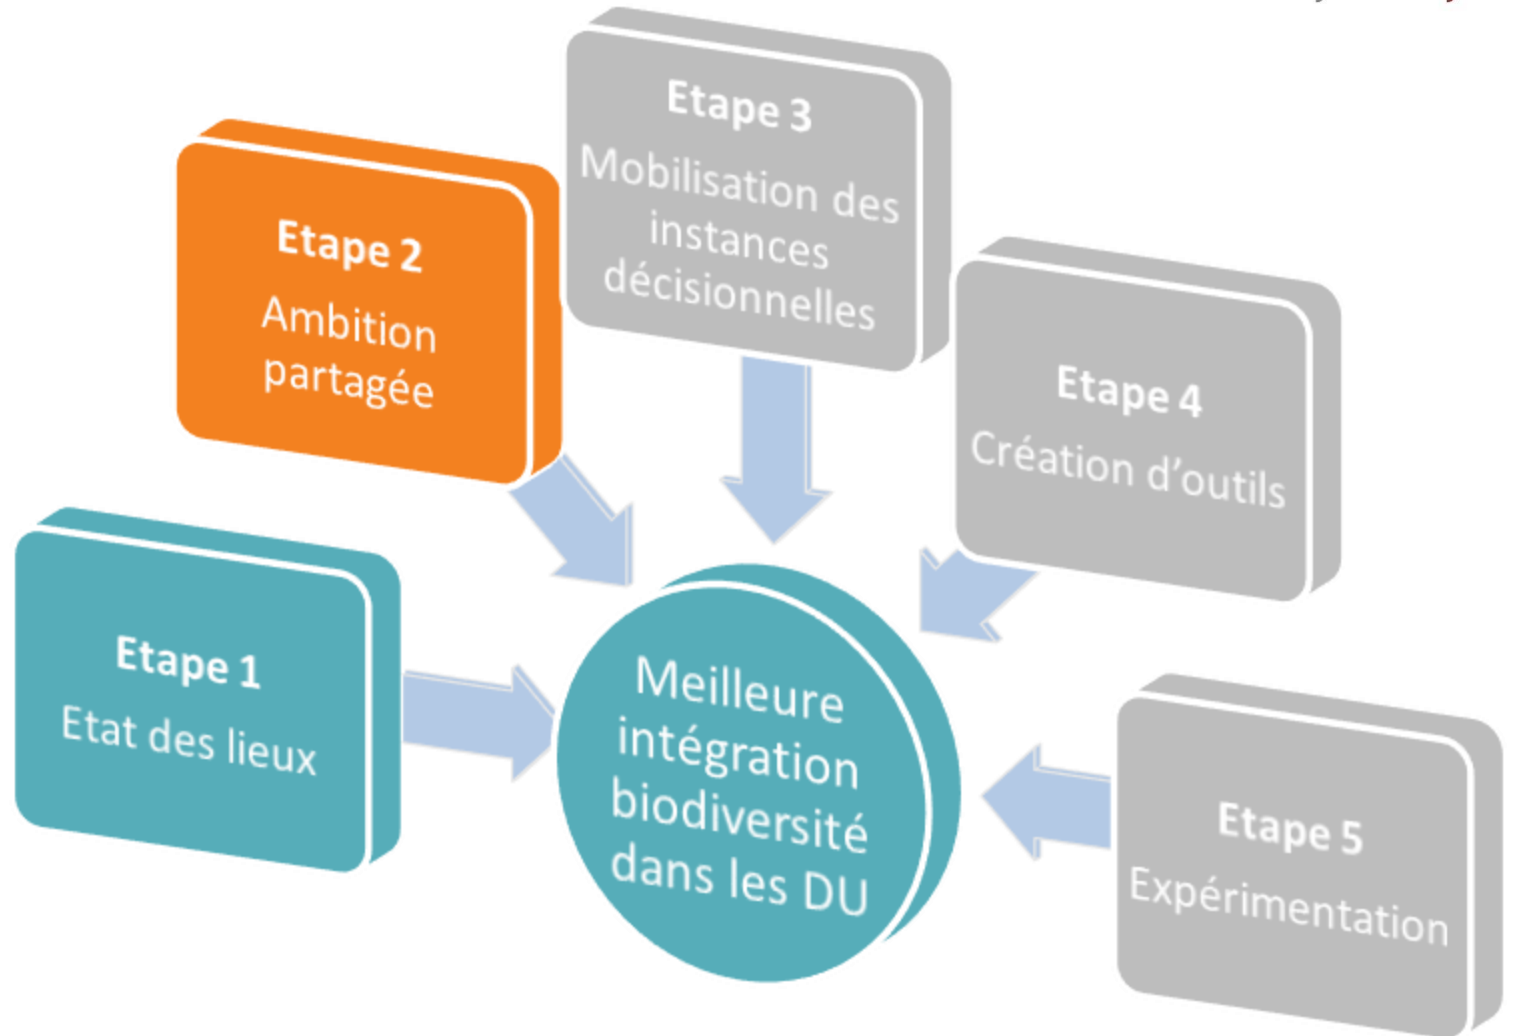 Etape 1
Etat des lieux
Etape 2
Ambition
partagée
Etape 3
Mobilisation des
instances
décisionnelles
Etape 4
Création d’outils
Etape 5
Expérimentation
Meilleure
intégration
biodiversité
dans les DU